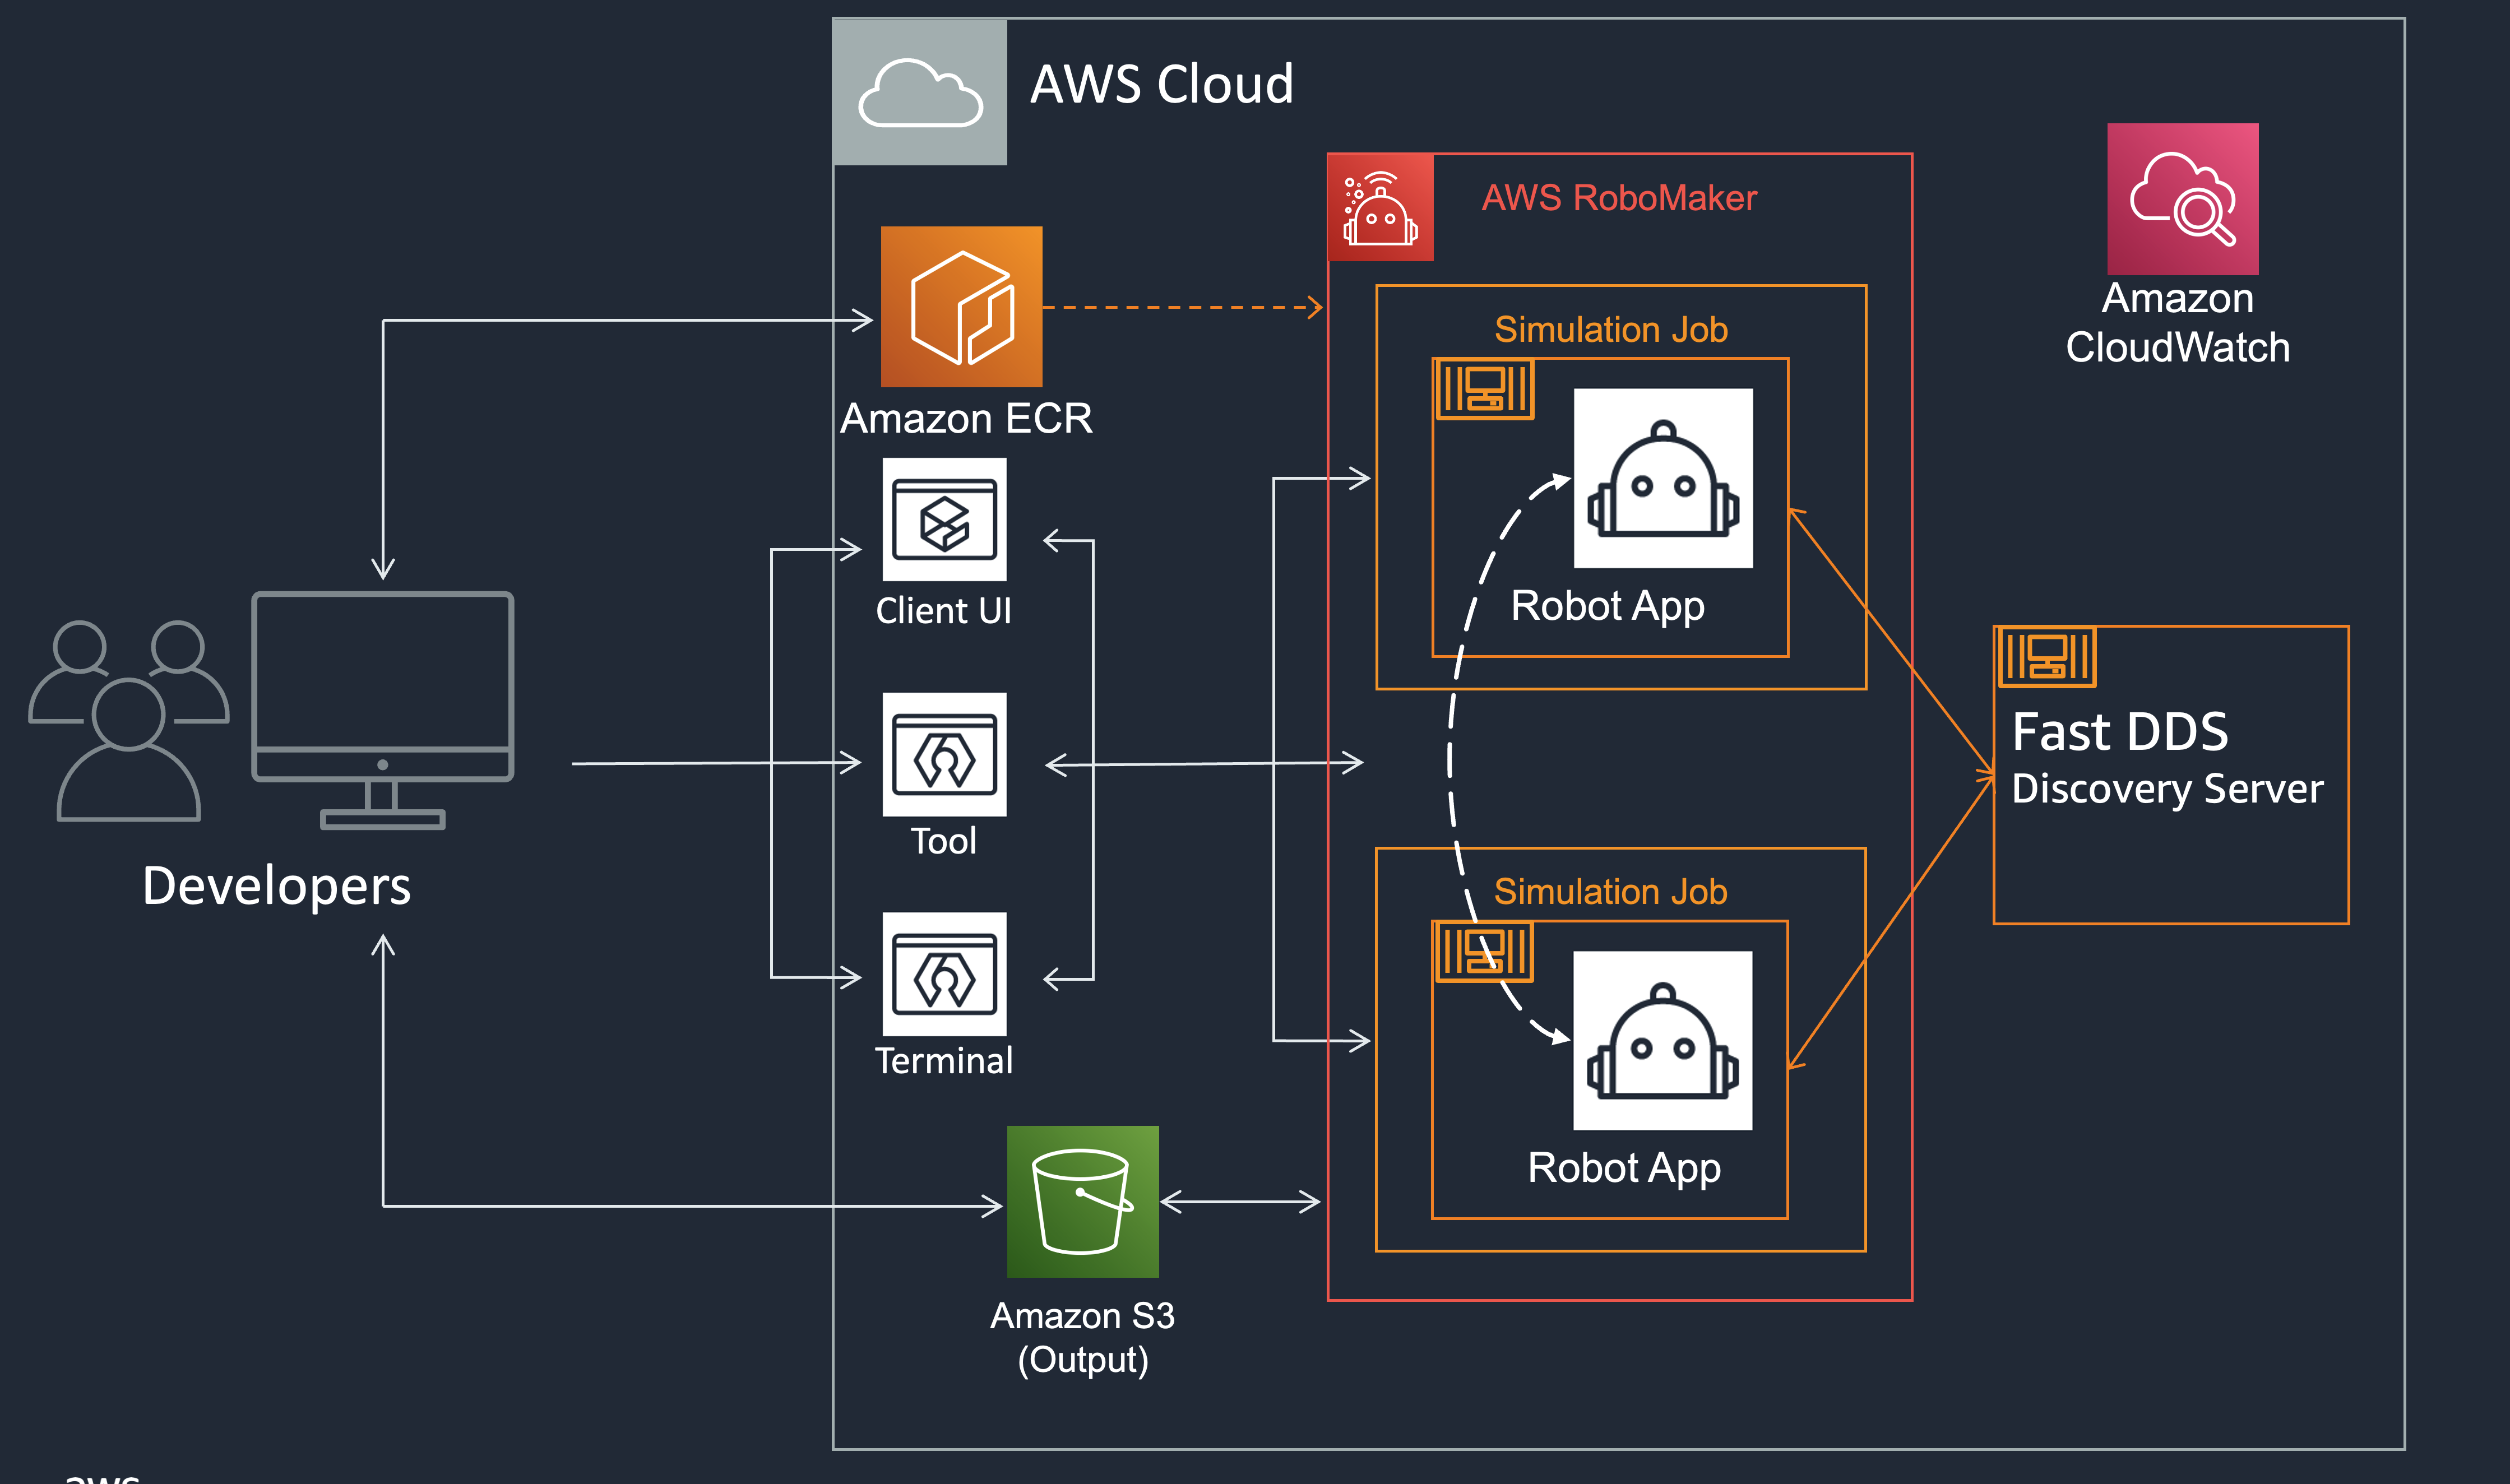 AWS Cloud
AWS RoboMaker
Amazon
CloudWatch
Simulation Job
Amazon ECR
Robot App
Client UI
Fast DDS
Discovery Server
Tool
Developers
Simulation Job
Terminal
Robot App
Amazon S3
(Output)
aws